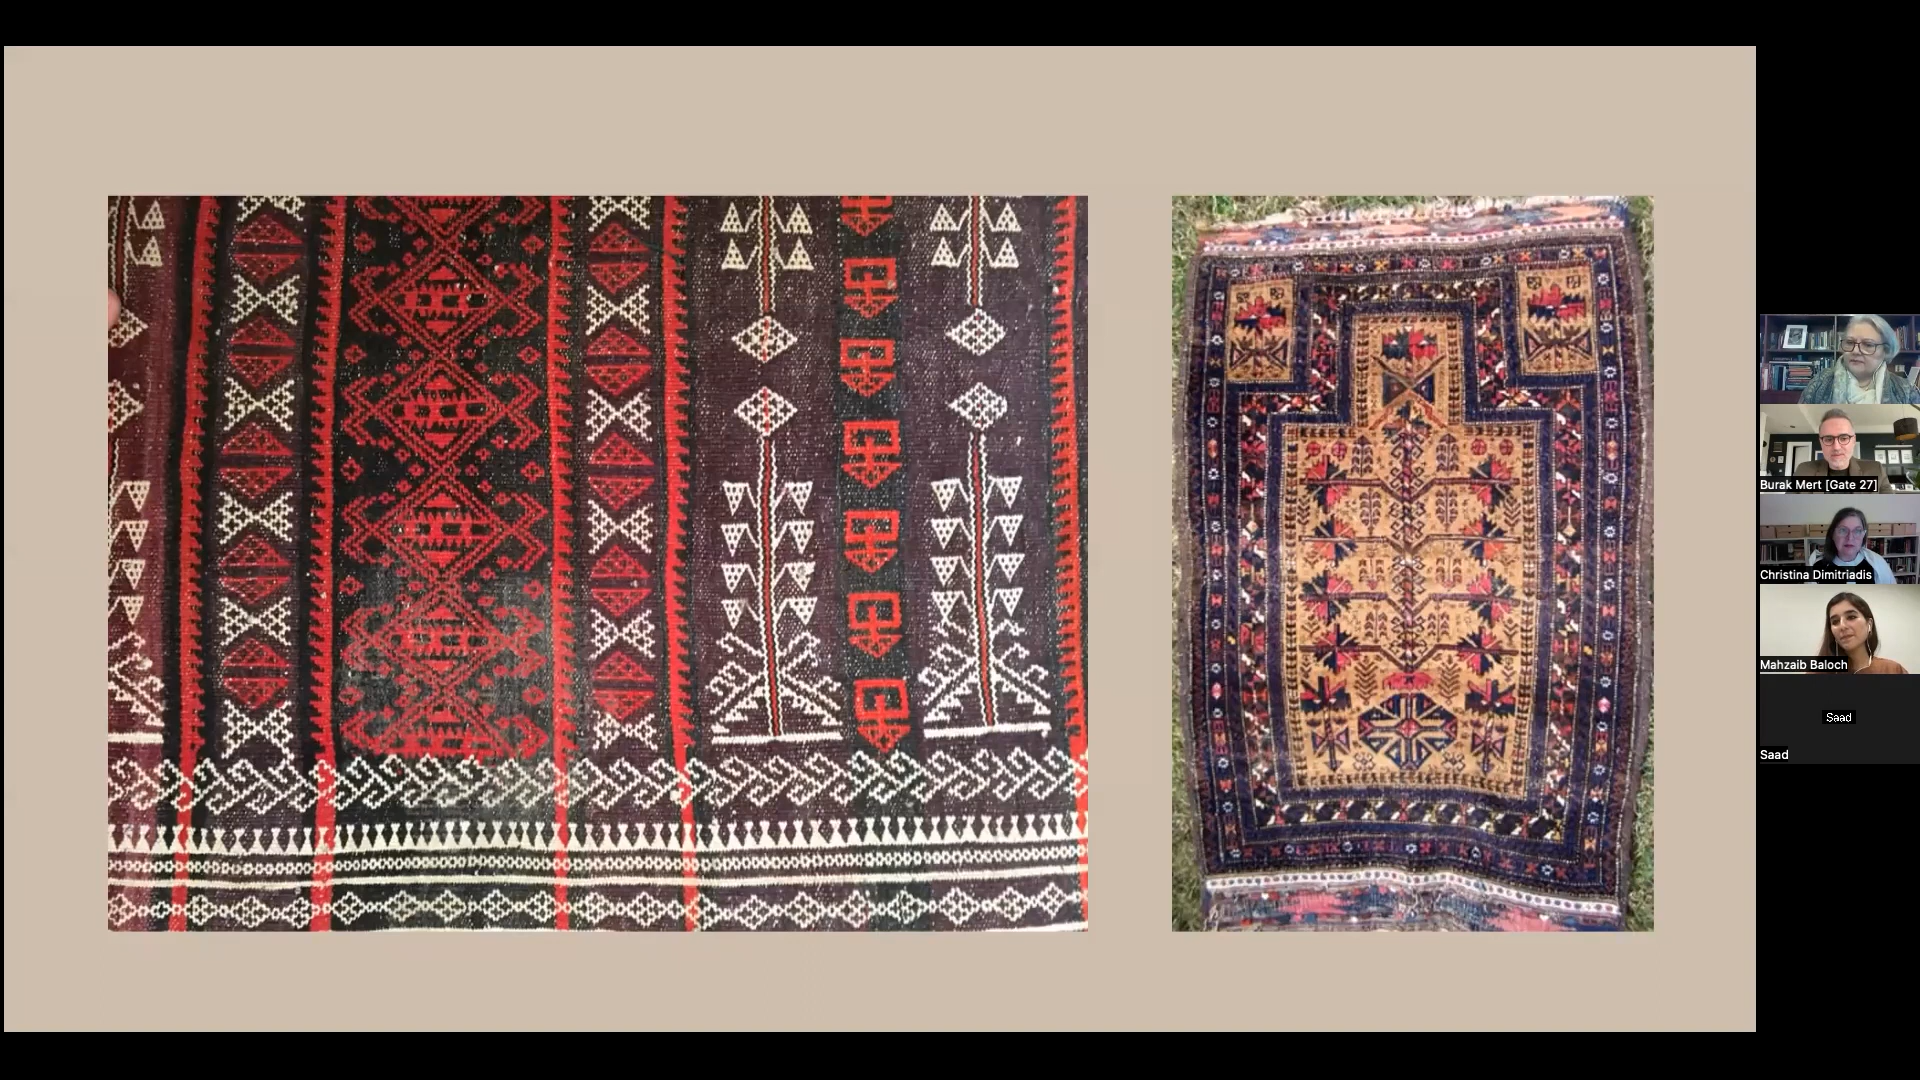 Burak Mert [Gate 27]
Christina Dimitriadis
Mahzaib Baloch
Saad
Saad